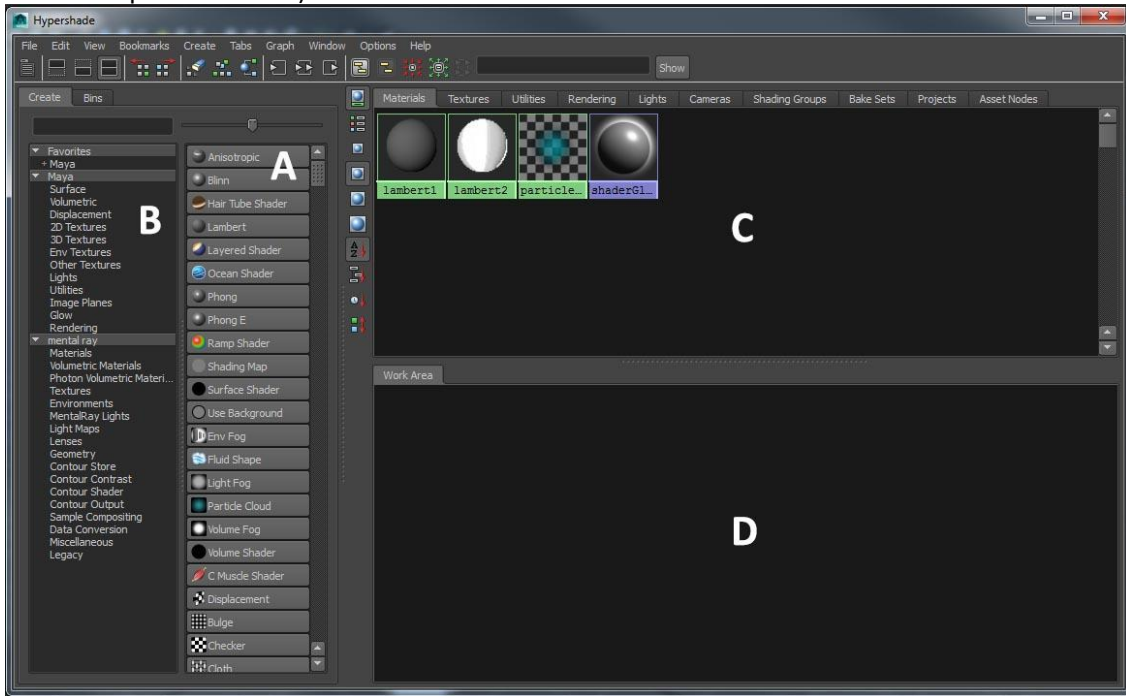 Hypershade
File Edit View Bookmarks Create Tabs Graph Window Options Help
Show
Create Bins
Favorites
+ Maya
Maya
Surface
Volumetric
Displacement
2D Textures
3D Textures
Env Textures
Other Textures
Lights
Utilities
Image Planes
Glow
Rendering
mental ray
Materials
Volumetric Materials
Photon Volumetric Materi...
Textures
Environments
MentalRay Lights
Light Maps
Lenses
Geometry
Contour Store
Contour Contrast
Contour Shader
Contour Output
Sample Compositing
Data Conversion
Miscellaneous
Legacy
B
Anisotropic
A
Blinn
Hair Tube Shader
Lambert
Layered Shader
Ocean Shader
Phong
Phong E
Ramp Shader
Shading Map
Surface Shader
Use Background
Env Fog
Fluid Shape
Light Fog
Particle Cloud
Volume Fog
Volume Shader
C Muscle Shader
Displacement
Bulge
Checker
Cloth
Materials Textures Utilities Rendering Lights Cameras Shading Groups Bake Sets Projects Asset Nodes
lambert1 lambert2 particle… shaderGl…
C
Work Area
D